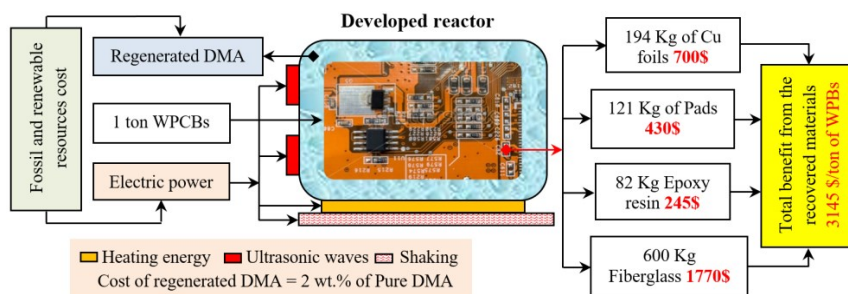 Developed reactor
Fossil and renewable
resources cost
Regenerated DMA
1 ton WPCBs
Electric power
194 Kg of Cu
foils 700$
121 Kg of Pads
430$
82 Kg Epoxy
resin 245$
600 Kg
Fiberglass 1770$
Total benefit from the
recovered materials
3145 $/ton of WPBs
Heating energy
Ultrasonic waves
Shaking
Cost of regenerated DMA = 2 wt.% of Pure DMA